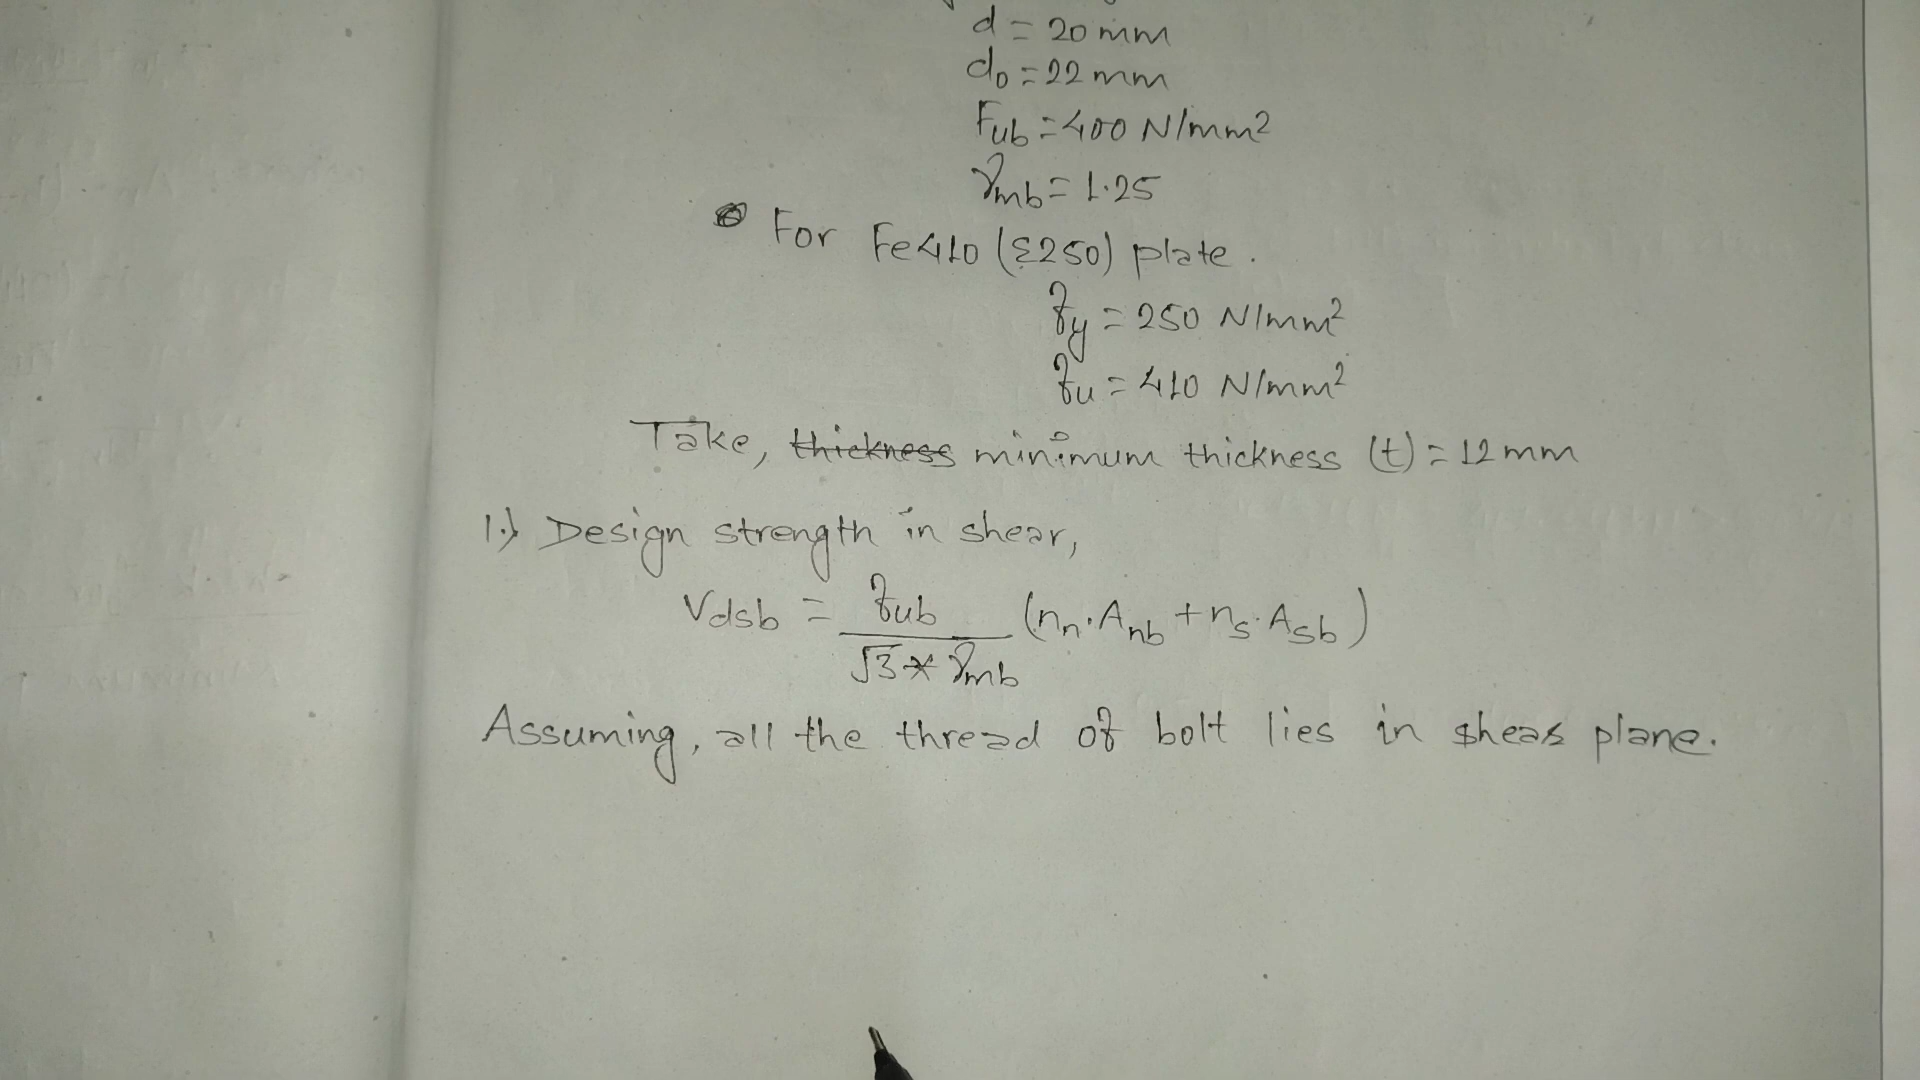 d = 20 mm
do = 22 mm
Fub = 400 N/mm²
γmb = 1.25
For Fe410 (E250) plate.
fy = 250 N/mm²
fu = 410 N/mm²
Take, thickness minimum thickness (t) = 12 mm
1.) Design strength in shear,
Vdsb = fub / √3 * γmb (nn·Anb + ns·Asb)
Assuming, all the thread of bolt lies in shear plane.